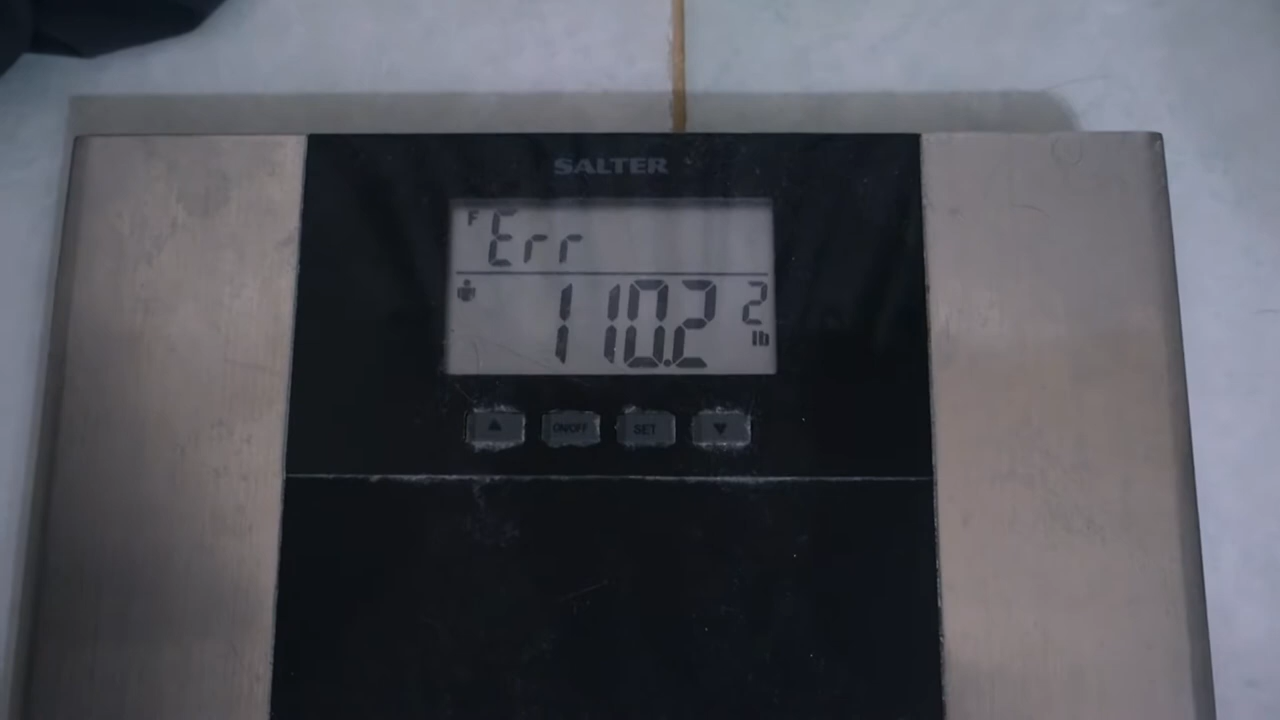 SALTER
F Err
110.2 2
lb
ON/OFF SET